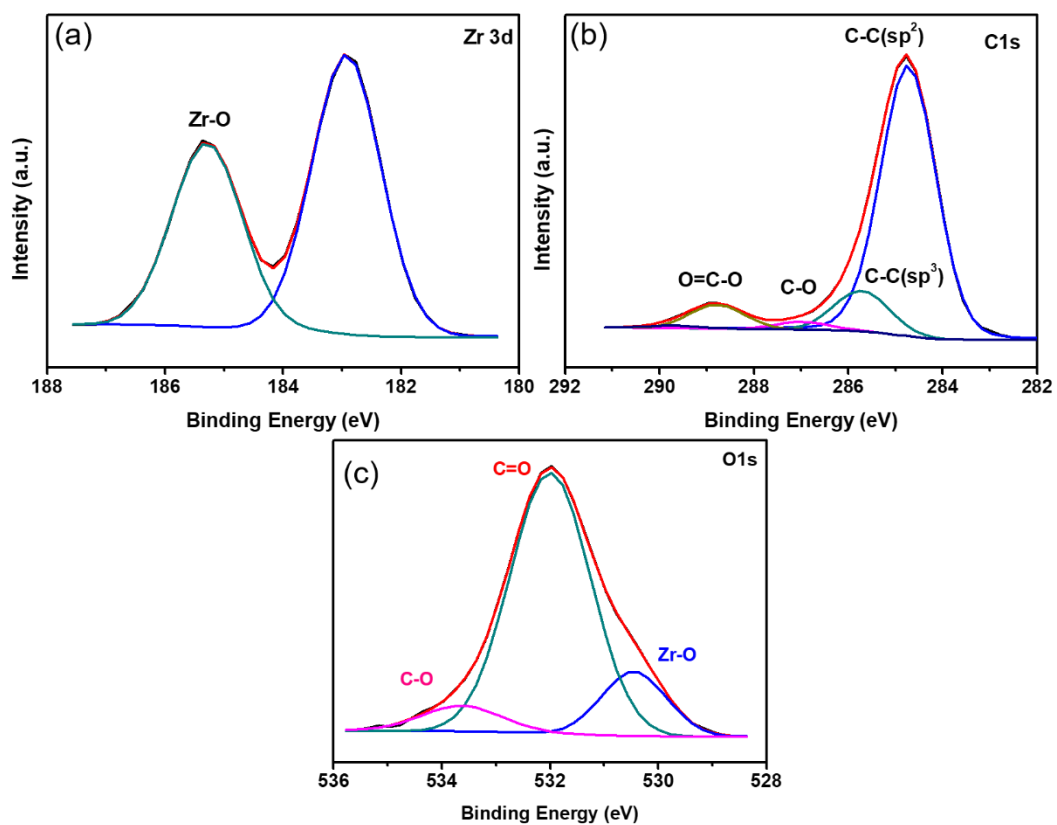 (a)
Zr 3d
Zr-O
Intensity (a.u.)
188 186 184 182 180
Binding Energy (eV)
(b)
C-C(sp²)
C1s
O=C-O
C-O
C-C(sp³)
Intensity (a.u.)
292 290 288 286 284 282
Binding Energy (eV)
(c)
C=O
O1s
C-O
Zr-O
Intensity (a.u.)
536 534 532 530 528
Binding Energy (eV)